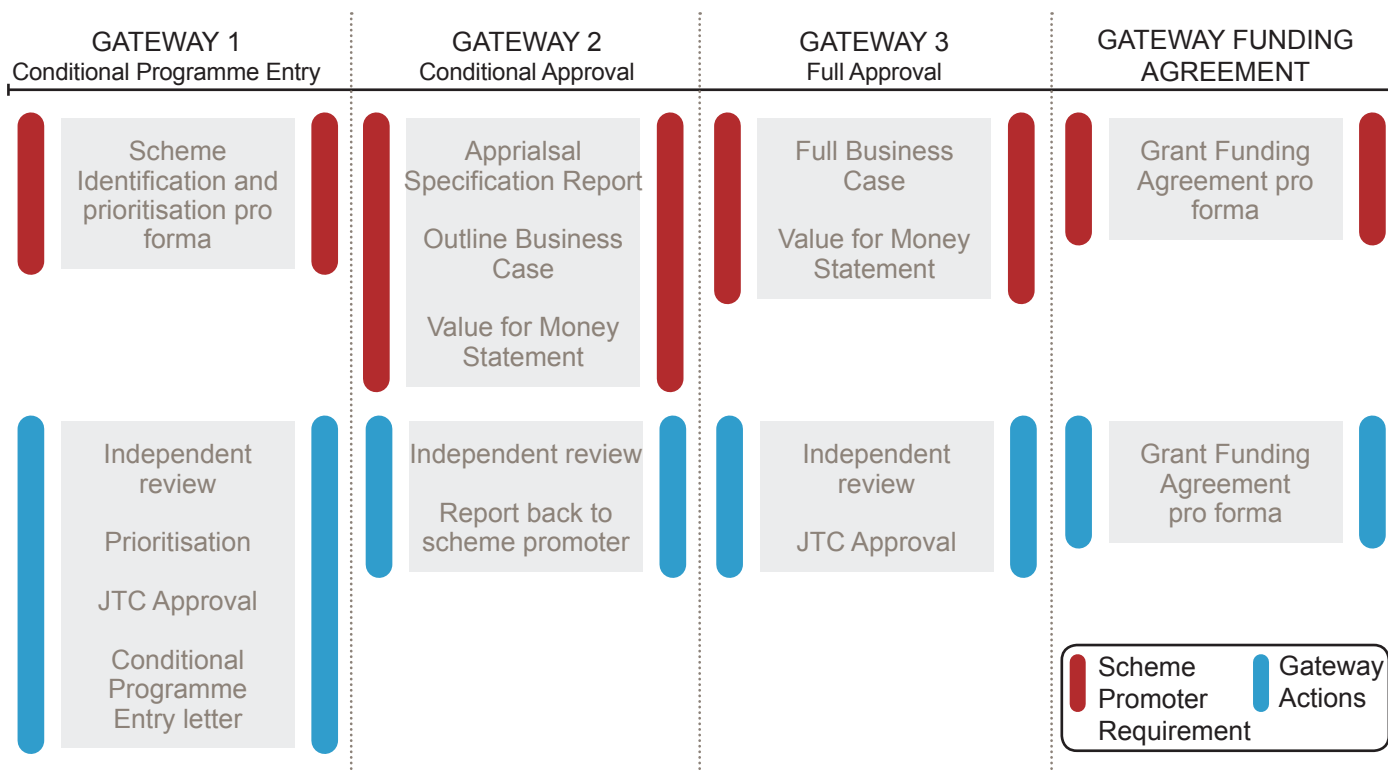 GATEWAY 1
Conditional Programme Entry
GATEWAY 2
Conditional Approval
GATEWAY 3
Full Approval
GATEWAY FUNDING
AGREEMENT
Scheme
Identification and
prioritisation pro
forma
Apprialsal
Specification Report
Outline Business
Case
Value for Money
Statement
Full Business
Case
Value for Money
Statement
Grant Funding
Agreement pro
forma
Independent
review
Prioritisation
JTC Approval
Conditional
Programme
Entry letter
Independent review
Report back to
scheme promoter
Independent
review
JTC Approval
Grant Funding
Agreement
pro forma
Scheme
Promoter
Requirement
Gateway
Actions